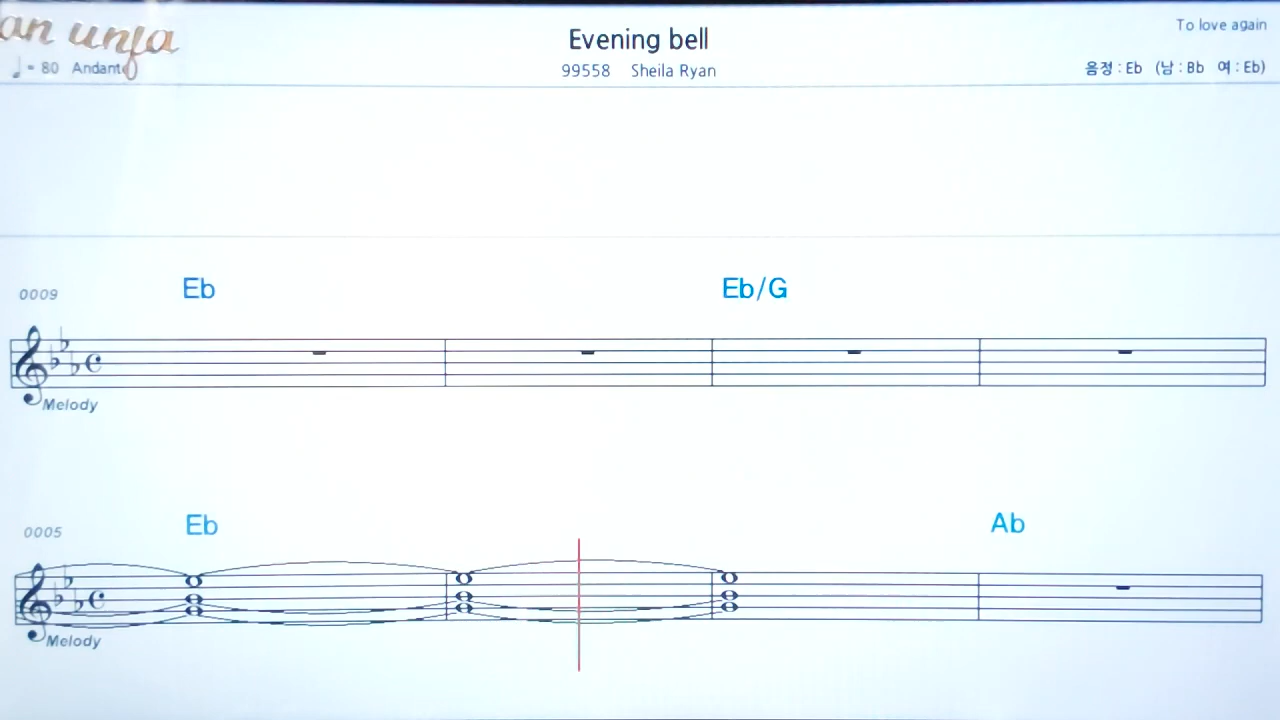 an unfa
To love again
Evening bell
♩ = 80 Andante
99558 Sheila Ryan
음정 : Eb (남 : Bb 여 : Eb)
0009 Eb Eb/G
Melody
0005 Eb Ab
Melody